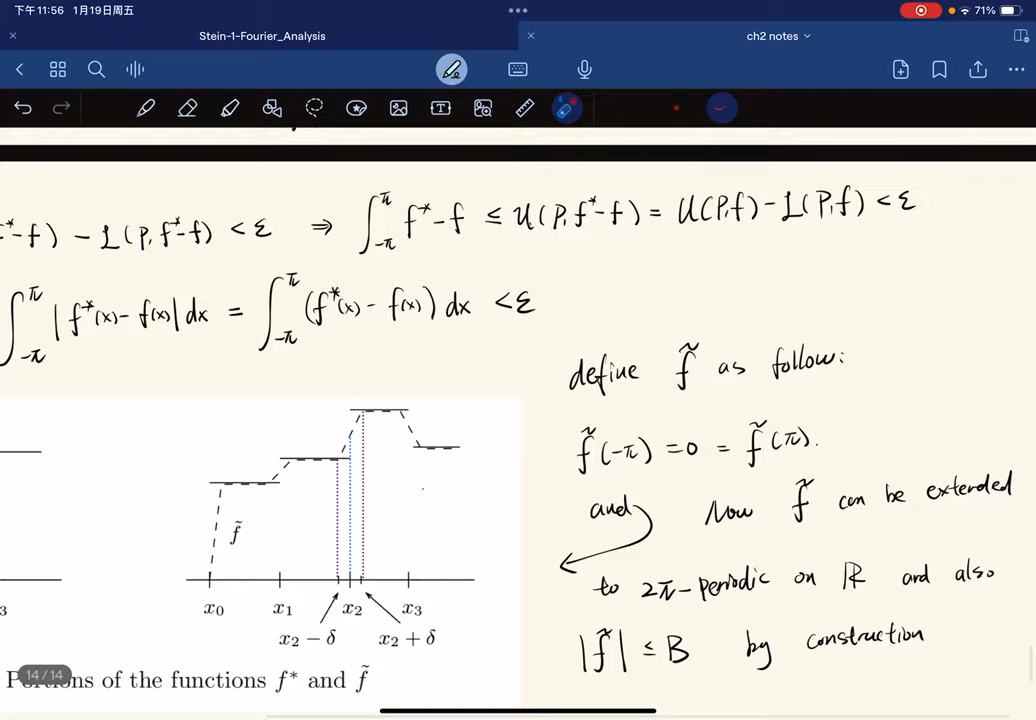 下午11:56 1月19日周五
71%
Stein-1-Fourier_Analysis
ch2 notes
*-f) - L(P, f*-f) < ε ⇒ ∫_{-π}^{π} f*-f ≤ U(P, f*-f) = U(P,f) - L(P,f) < ε
∫_{-π}^{π} |f*(x) - f(x)| dx = ∫_{-π}^{π} (f*(x) - f(x)) dx < ε
define f̃ as follow:
f̃(-π) = 0 = f̃(π).
and Now f̃ can be extended
to 2π-periodic on ℝ and also
|f̃| ≤ B by construction
f̃
3 x₀ x₁ x₂ x₃
x₂ − δ x₂ + δ
14 / 14
Portions of the functions f* and f̃